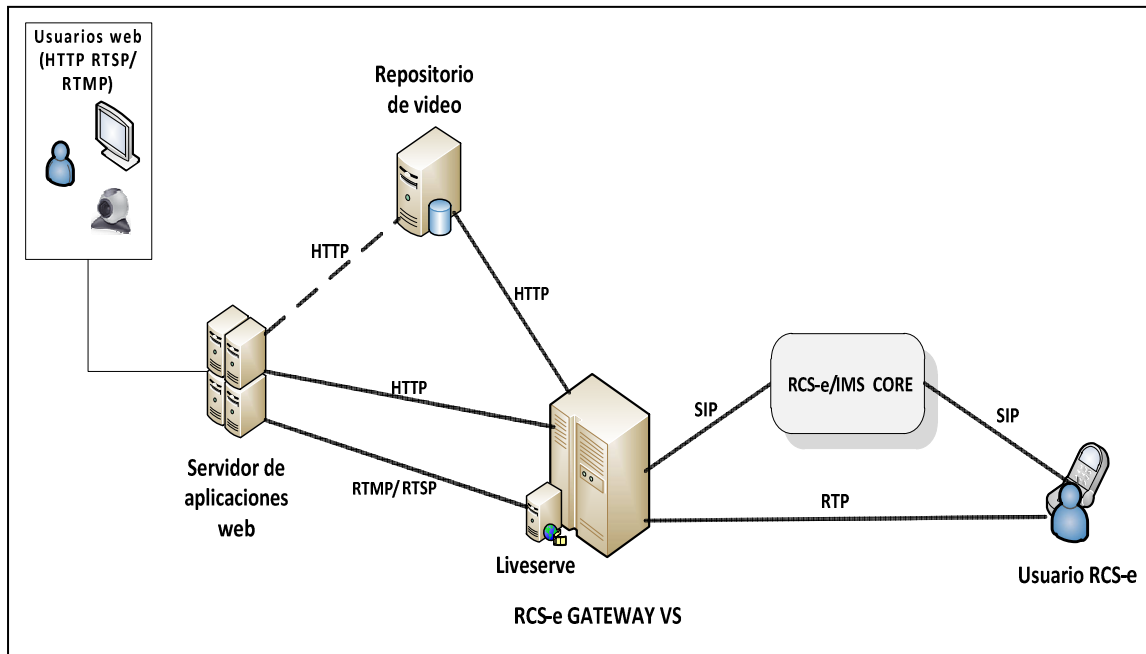 Usuarios web
(HTTP RTSP/
RTMP)
Repositorio
de video
HTTP
HTTP
HTTP
RTMP/RTSP
Servidor de
aplicaciones
web
Liveserve
RCS-e GATEWAY VS
SIP
RCS-e/IMS CORE
SIP
RTP
Usuario RCS-e